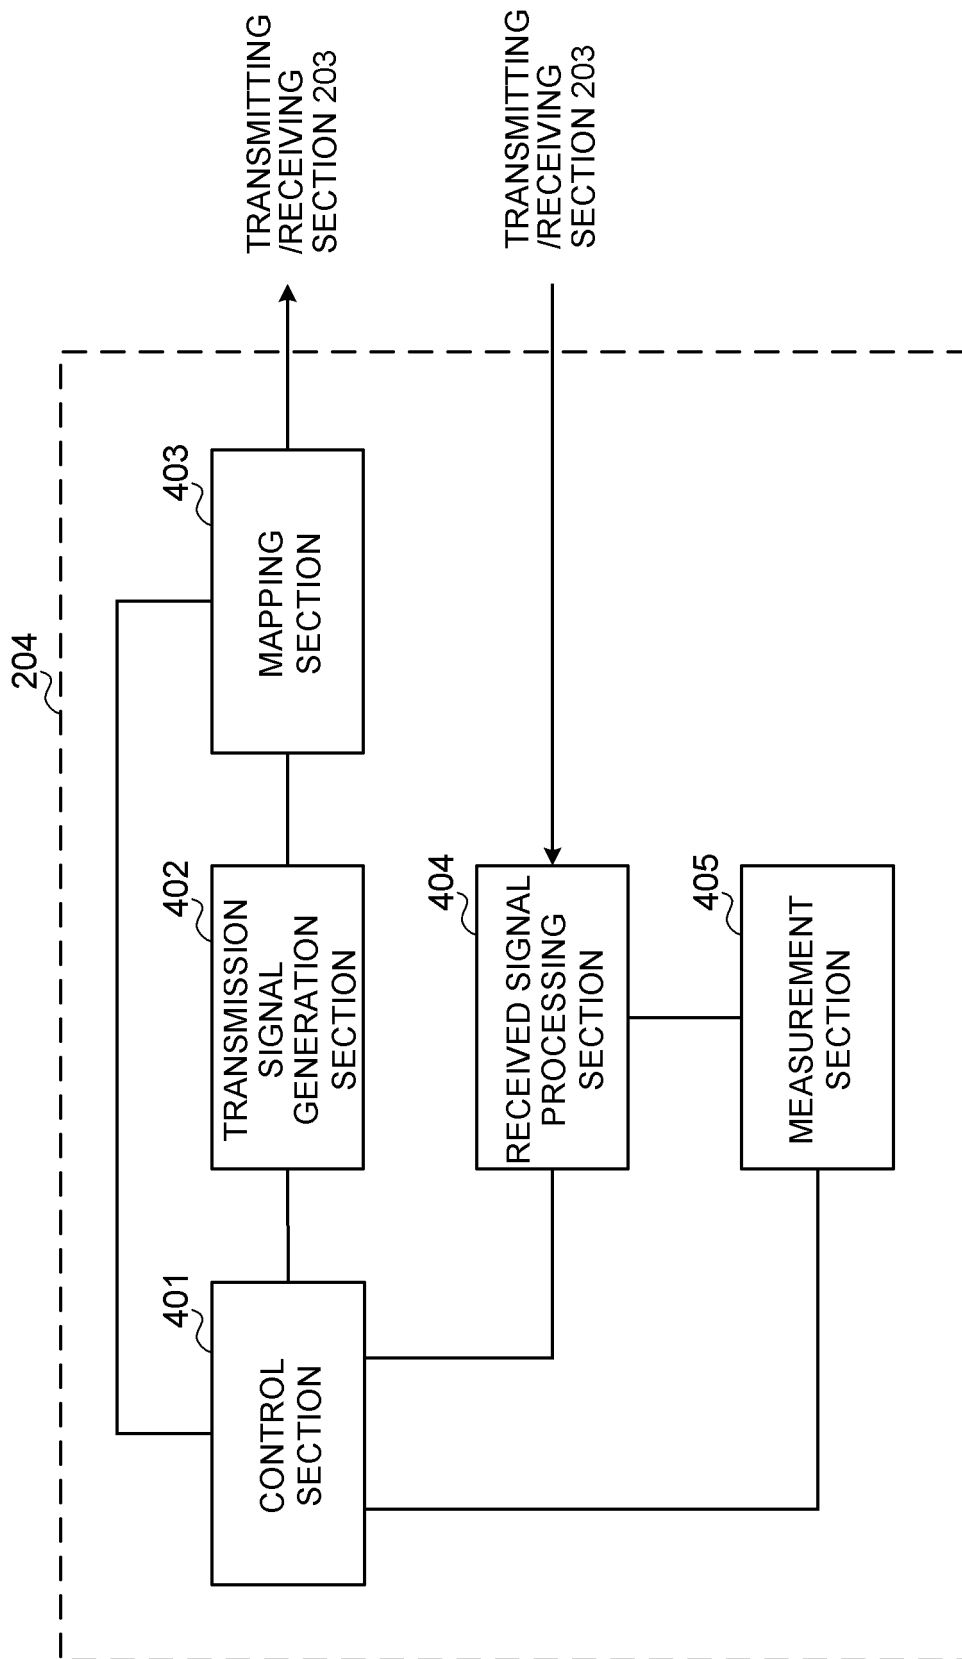 204
401
CONTROL
SECTION
402
TRANSMISSION
SIGNAL
GENERATION
SECTION
403
MAPPING
SECTION
TRANSMITTING
/RECEIVING
SECTION 203
404
RECEIVED SIGNAL
PROCESSING
SECTION
TRANSMITTING
/RECEIVING
SECTION 203
405
MEASUREMENT
SECTION